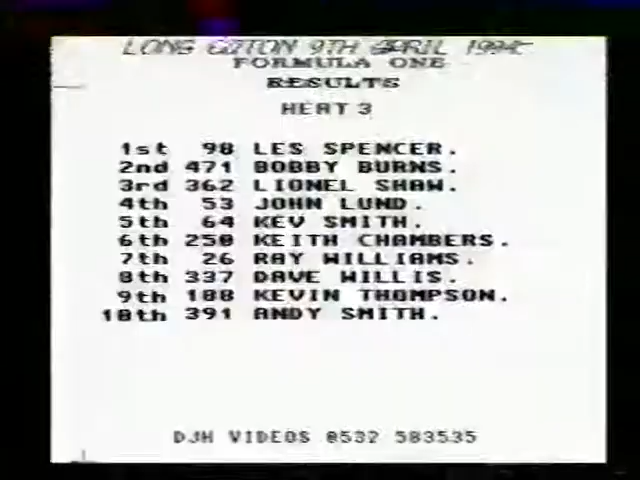 LONG EATON 9TH APRIL 1994
FORMULA ONE
RESULTS
HEAT 3
1st 98 LES SPENCER.
2nd 471 BOBBY BURNS.
3rd 362 LIONEL SHAW.
4th 53 JOHN LUND.
5th 64 KEV SMITH.
6th 250 KEITH CHAMBERS.
7th 26 RAY WILLIAMS.
8th 337 DAVE WILLIS.
9th 188 KEVIN THOMPSON.
10th 391 ANDY SMITH.
DJH VIDEOS 0532 583535